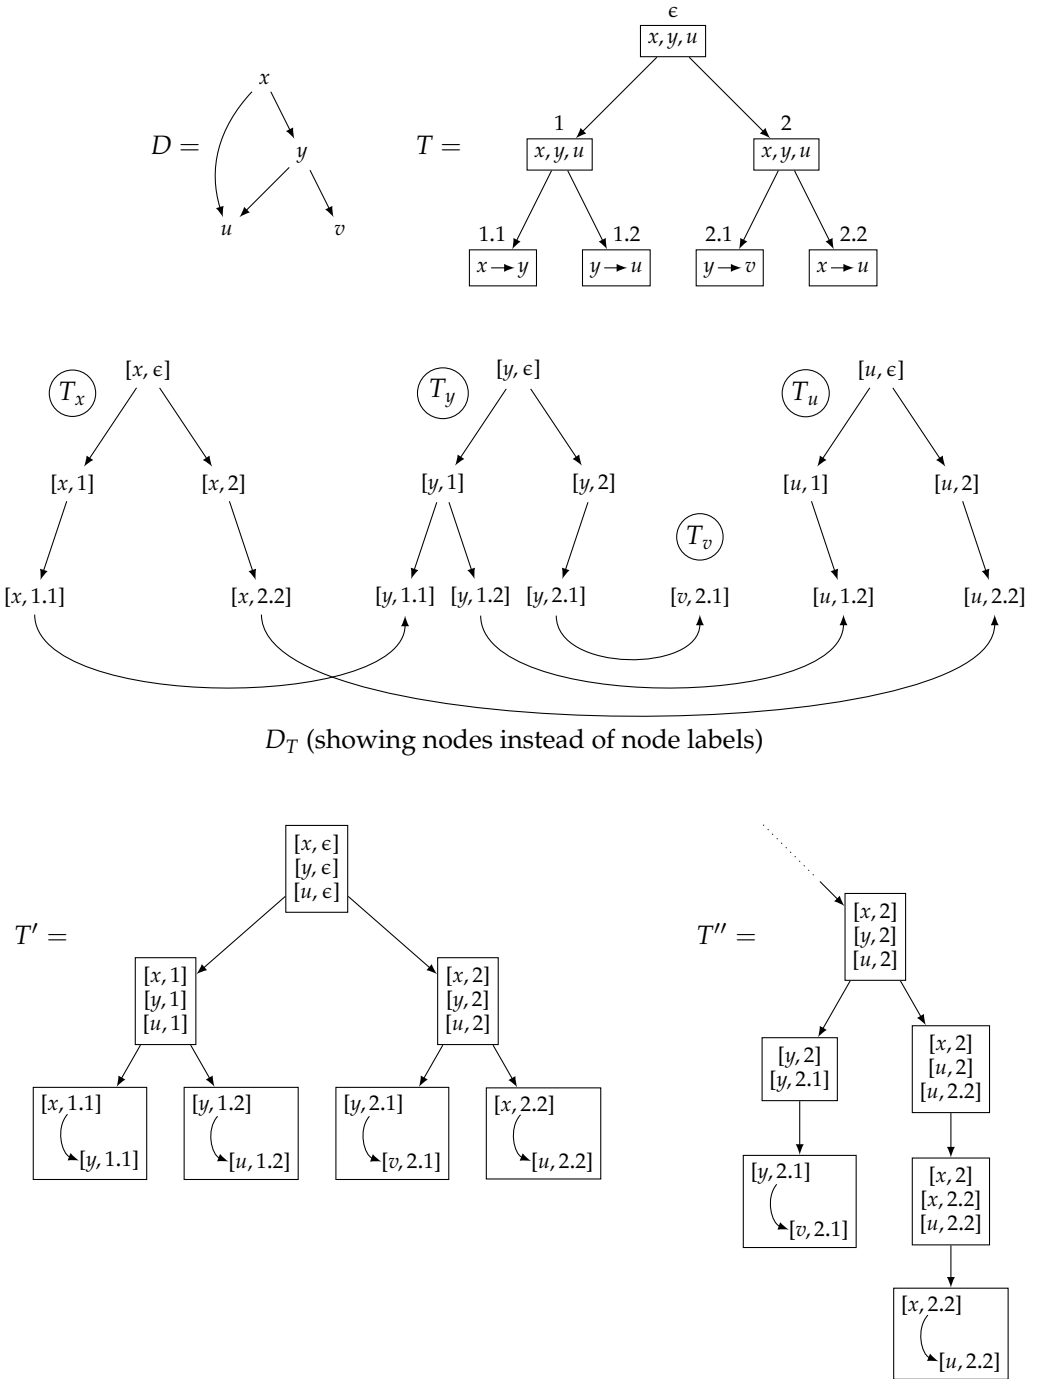 ϵ
x, y, u
x
D =
y
u
v
T =
1
2
x, y, u
x, y, u
1.1
1.2
2.1
2.2
x → y
y → u
y → v
x → u
T_x
[x, ϵ]
T_y
[y, ϵ]
T_u
[u, ϵ]
[x, 1]
[x, 2]
[y, 1]
[y, 2]
[u, 1]
[u, 2]
T_v
[x, 1.1]
[x, 2.2]
[y, 1.1]
[y, 1.2]
[y, 2.1]
[v, 2.1]
[u, 1.2]
[u, 2.2]
D_T (showing nodes instead of node labels)
T′ =
[x, ϵ]
[y, ϵ]
[u, ϵ]
[x, 1]
[y, 1]
[u, 1]
[x, 2]
[y, 2]
[u, 2]
[x, 1.1]
[y, 1.1]
[y, 1.2]
[u, 1.2]
[y, 2.1]
[v, 2.1]
[x, 2.2]
[u, 2.2]
T″ =
[x, 2]
[y, 2]
[u, 2]
[y, 2]
[y, 2.1]
[x, 2]
[u, 2]
[u, 2.2]
[y, 2.1]
[v, 2.1]
[x, 2]
[x, 2.2]
[u, 2.2]
[x, 2.2]
[u, 2.2]